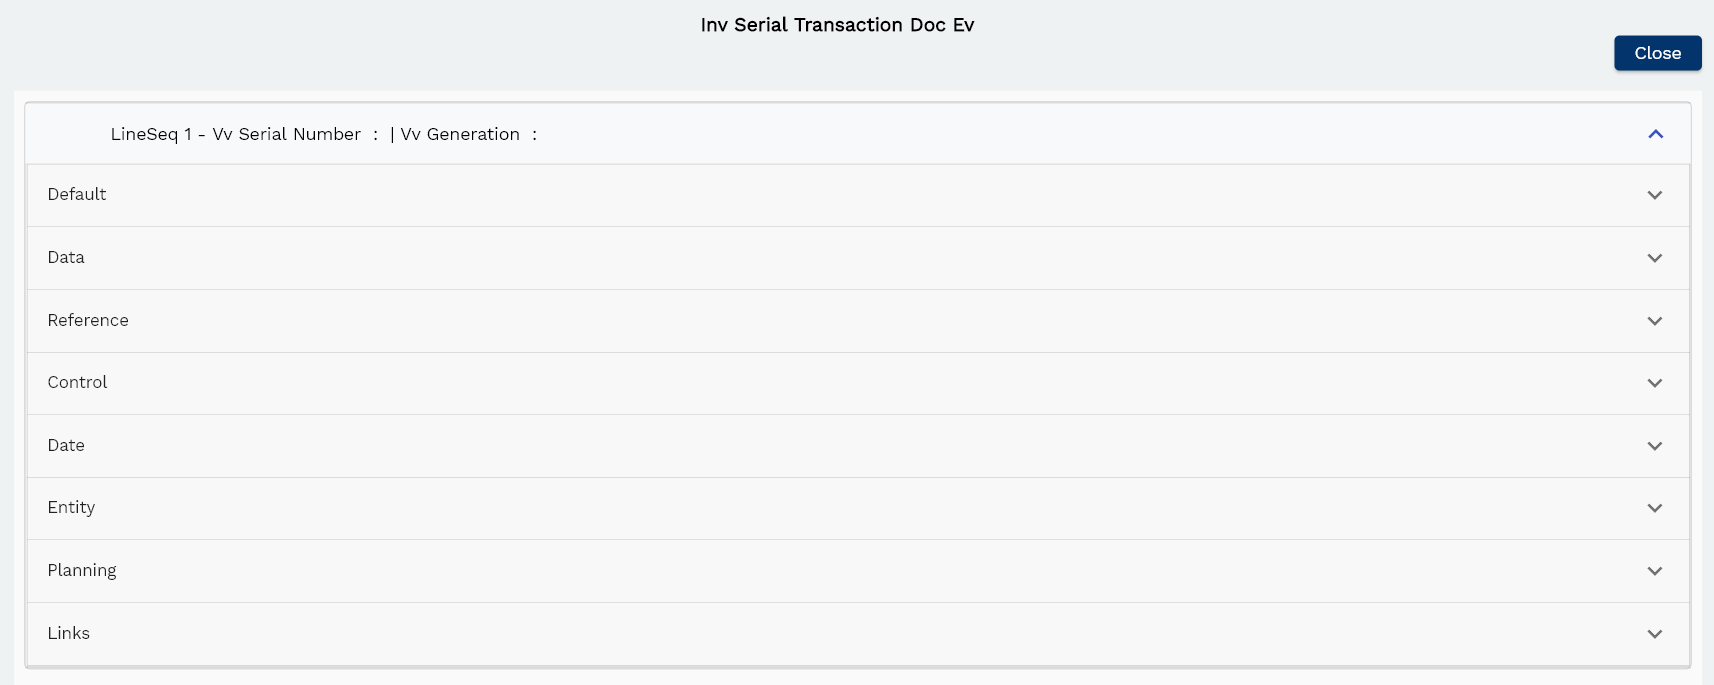 Inv Serial Transaction Doc Ev
Close
LineSeq 1 - Vv Serial Number : | Vv Generation :
Default
Data
Reference
Control
Date
Entity
Planning
Links